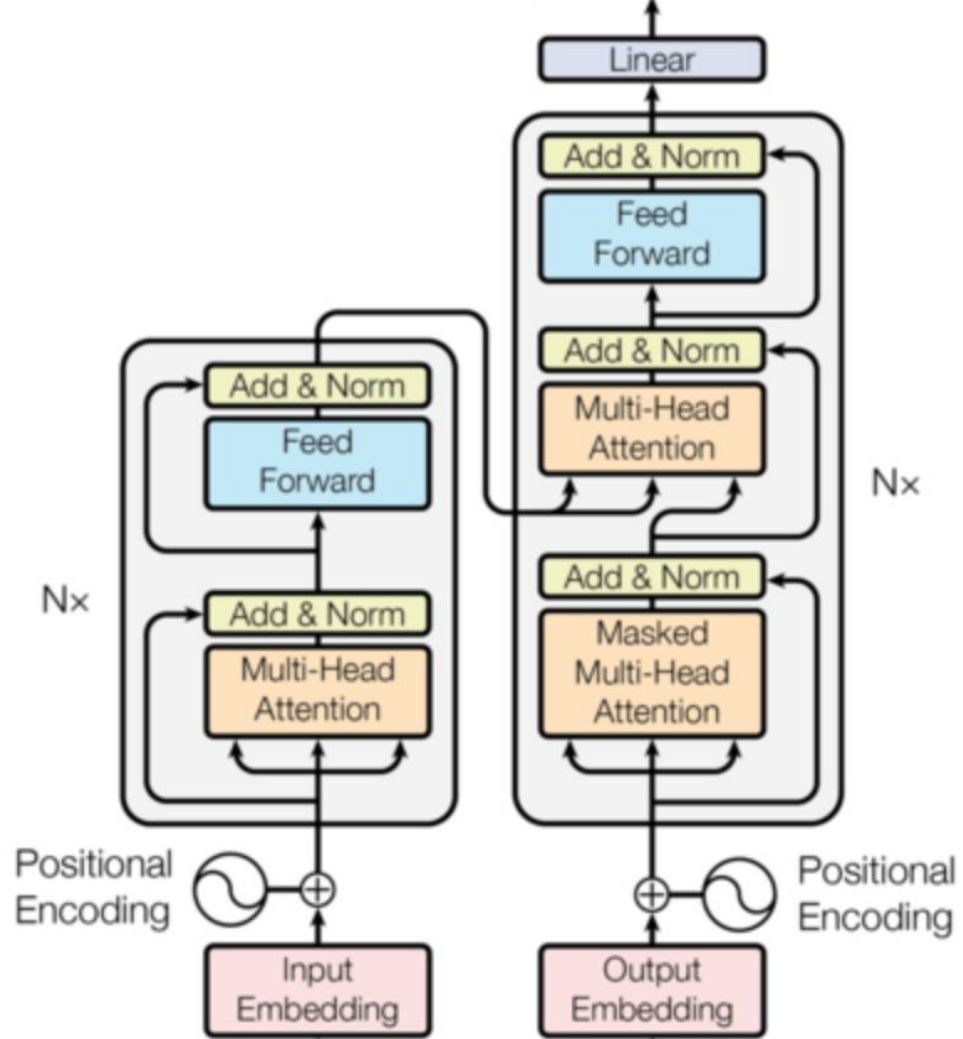 Linear
Add & Norm
Feed
Forward
Add & Norm
Multi-Head
Attention
Nx
Add & Norm
Masked
Multi-Head
Attention
Add & Norm
Feed
Forward
Nx
Add & Norm
Multi-Head
Attention
Positional
Encoding
Positional
Encoding
Input
Embedding
Output
Embedding